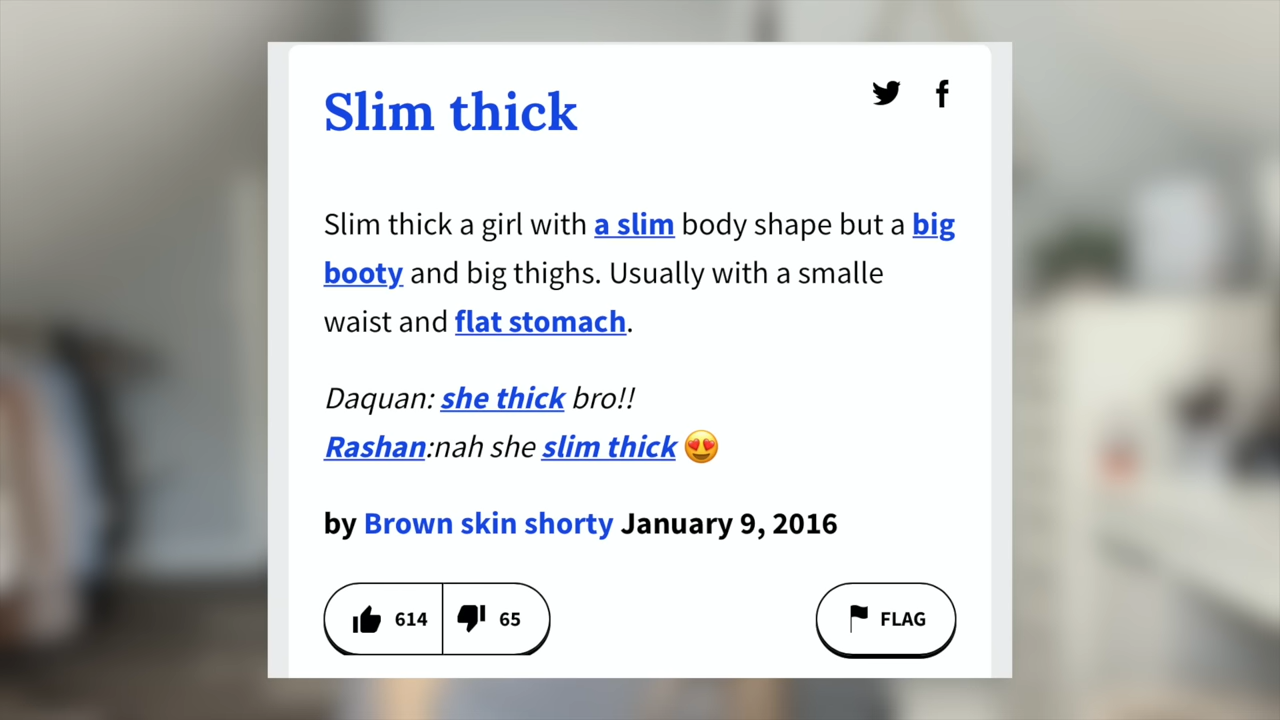 Slim thick
Slim thick a girl with a slim body shape but a big
booty and big thighs. Usually with a smalle
waist and flat stomach.
Daquan: she thick bro!!
Rashan:nah she slim thick 😍
by Brown skin shorty January 9, 2016
614 65 FLAG